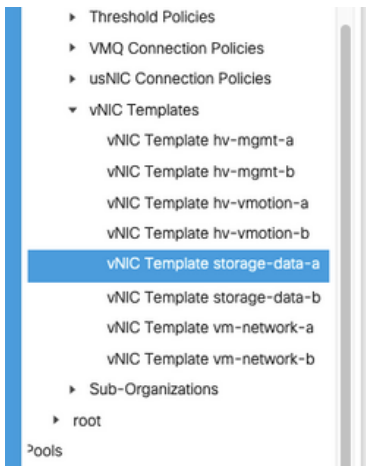 Threshold Policies
VMQ Connection Policies
usNIC Connection Policies
vNIC Templates
vNIC Template hv-mgmt-a
vNIC Template hv-mgmt-b
vNIC Template hv-vmotion-a
vNIC Template hv-vmotion-b
vNIC Template storage-data-a
vNIC Template storage-data-b
vNIC Template vm-network-a
vNIC Template vm-network-b
Sub-Organizations
root
Pools